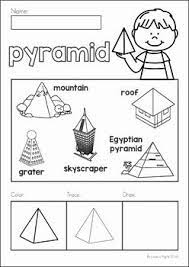 Name:
pyramid
mountain
roof
Egyptian
pyramid
grater
skyscraper
Color:
Trace:
Draw: